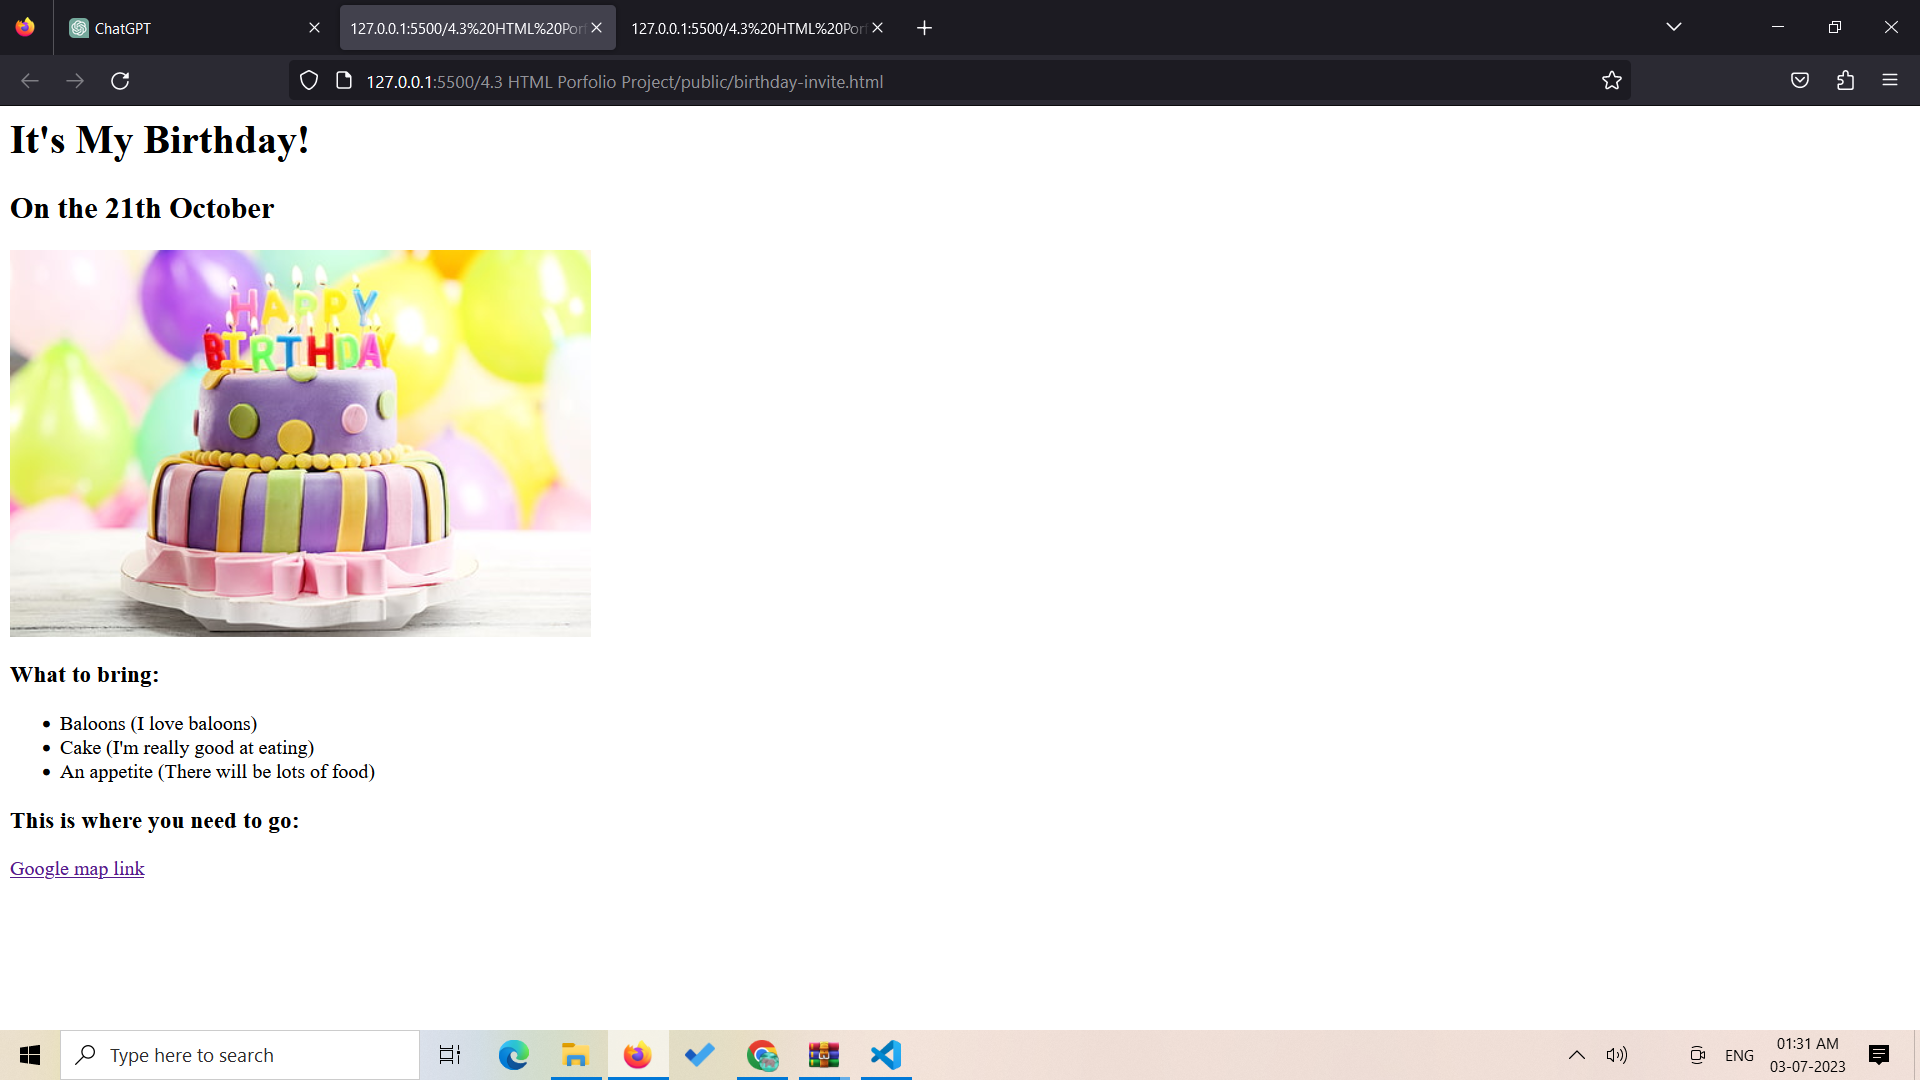 ChatGPT
127.0.0.1:5500/4.3%20HTML%20Por
127.0.0.1:5500/4.3%20HTML%20Porf
127.0.0.1:5500/4.3 HTML Porfolio Project/public/birthday-invite.html
It's My Birthday!
On the 21th October
HAPPY
BIRTHDAY
What to bring:
Baloons (I love baloons)
Cake (I'm really good at eating)
An appetite (There will be lots of food)
This is where you need to go:
Google map link
Type here to search
ENG
01:31 AM
03-07-2023